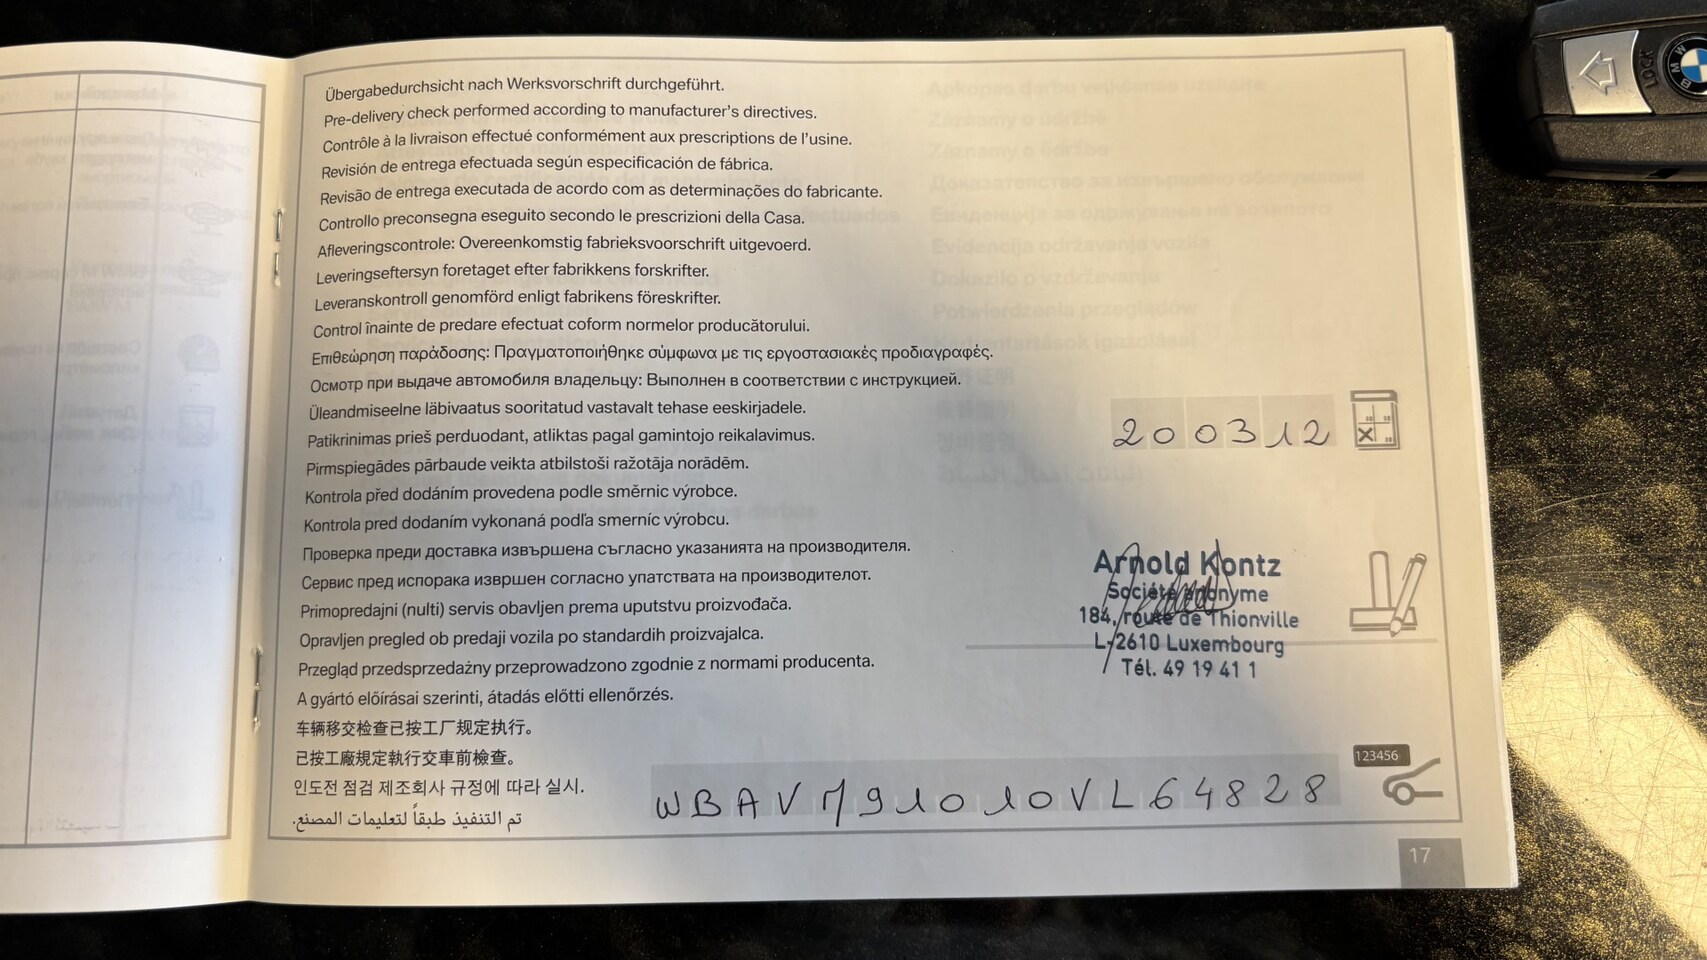 Übergabedurchsicht nach Werksvorschrift durchgeführt.
Pre-delivery check performed according to manufacturer's directives.
Contrôle à la livraison effectué conformément aux prescriptions de l'usine.
Revisión de entrega efectuada según especificación de fábrica.
Revisão de entrega executada de acordo com as determinações do fabricante.
Controllo preconsegna eseguito secondo le prescrizioni della Casa.
Afleveringscontrole: Overeenkomstig fabrieksvoorschrift uitgevoerd.
Leveringseftersyn foretaget efter fabrikkens forskrifter.
Leveranskontroll genomförd enligt fabrikens föreskrifter.
Control înainte de predare efectuat coform normelor producătorului.
Επιθεώρηση παράδοσης: Πραγματοποιήθηκε σύμφωνα με τις εργοστασιακές προδιαγραφές.
Осмотр при выдаче автомобиля владельцу: Выполнен в соответствии с инструкцией.
Üleandmiseelne läbivaatus sooritatud vastavalt tehase eeskirjadele.
Patikrinimas prieš perduodant, atliktas pagal gamintojo reikalavimus.
Pirmspiegādes pārbaude veikta atbilstoši ražotāja norādēm.
Kontrola před dodáním provedena podle směrnic výrobce.
Kontrola pred dodaním vykonaná podľa smerníc výrobcu.
Проверка преди доставка извършена съгласно указанията на производителя.
Сервис пред испорака извршен согласно упатствата на производителот.
Primopredajni (nulti) servis obavljen prema uputstvu proizvođača.
Opravljen pregled ob predaji vozila po standardih proizvajalca.
Przegląd przedsprzedażny przeprowadzono zgodnie z normami producenta.
A gyártó előírásai szerinti, átadás előtti ellenőrzés.
车辆移交检查已按工厂规定执行。
已按工廠規定執行交車前檢查。
인도전 점검 제조회사 규정에 따라 실시.
تم التنفيذ طبقاً لتعليمات المصنع.
200312
Arnold Kontz
Société anonyme
184, route de Thionville
L-2610 Luxembourg
Tél. 49 19 41 1
123456
WBAV791010VL64828
17
LOCK
BMW